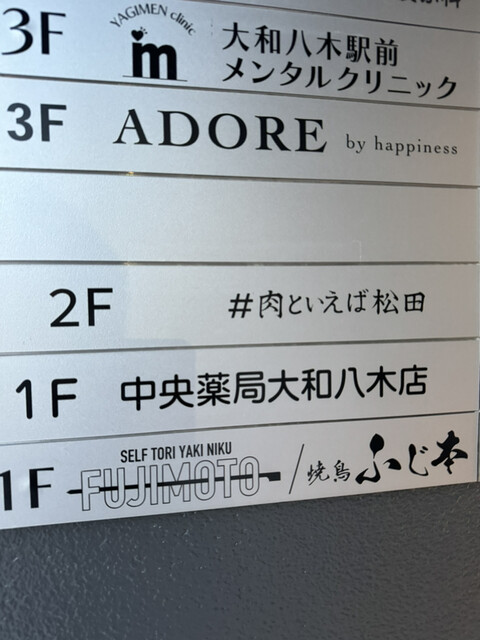 3F YAGIMEN clinic m 大和八木駅前
メンタルクリニック
3F ADORE by happiness
2F #肉といえば松田
1F 中央薬局大和八木店
SELF TORI YAKI NIKU
1F FUJIMOTO / 焼鳥 ふじ本